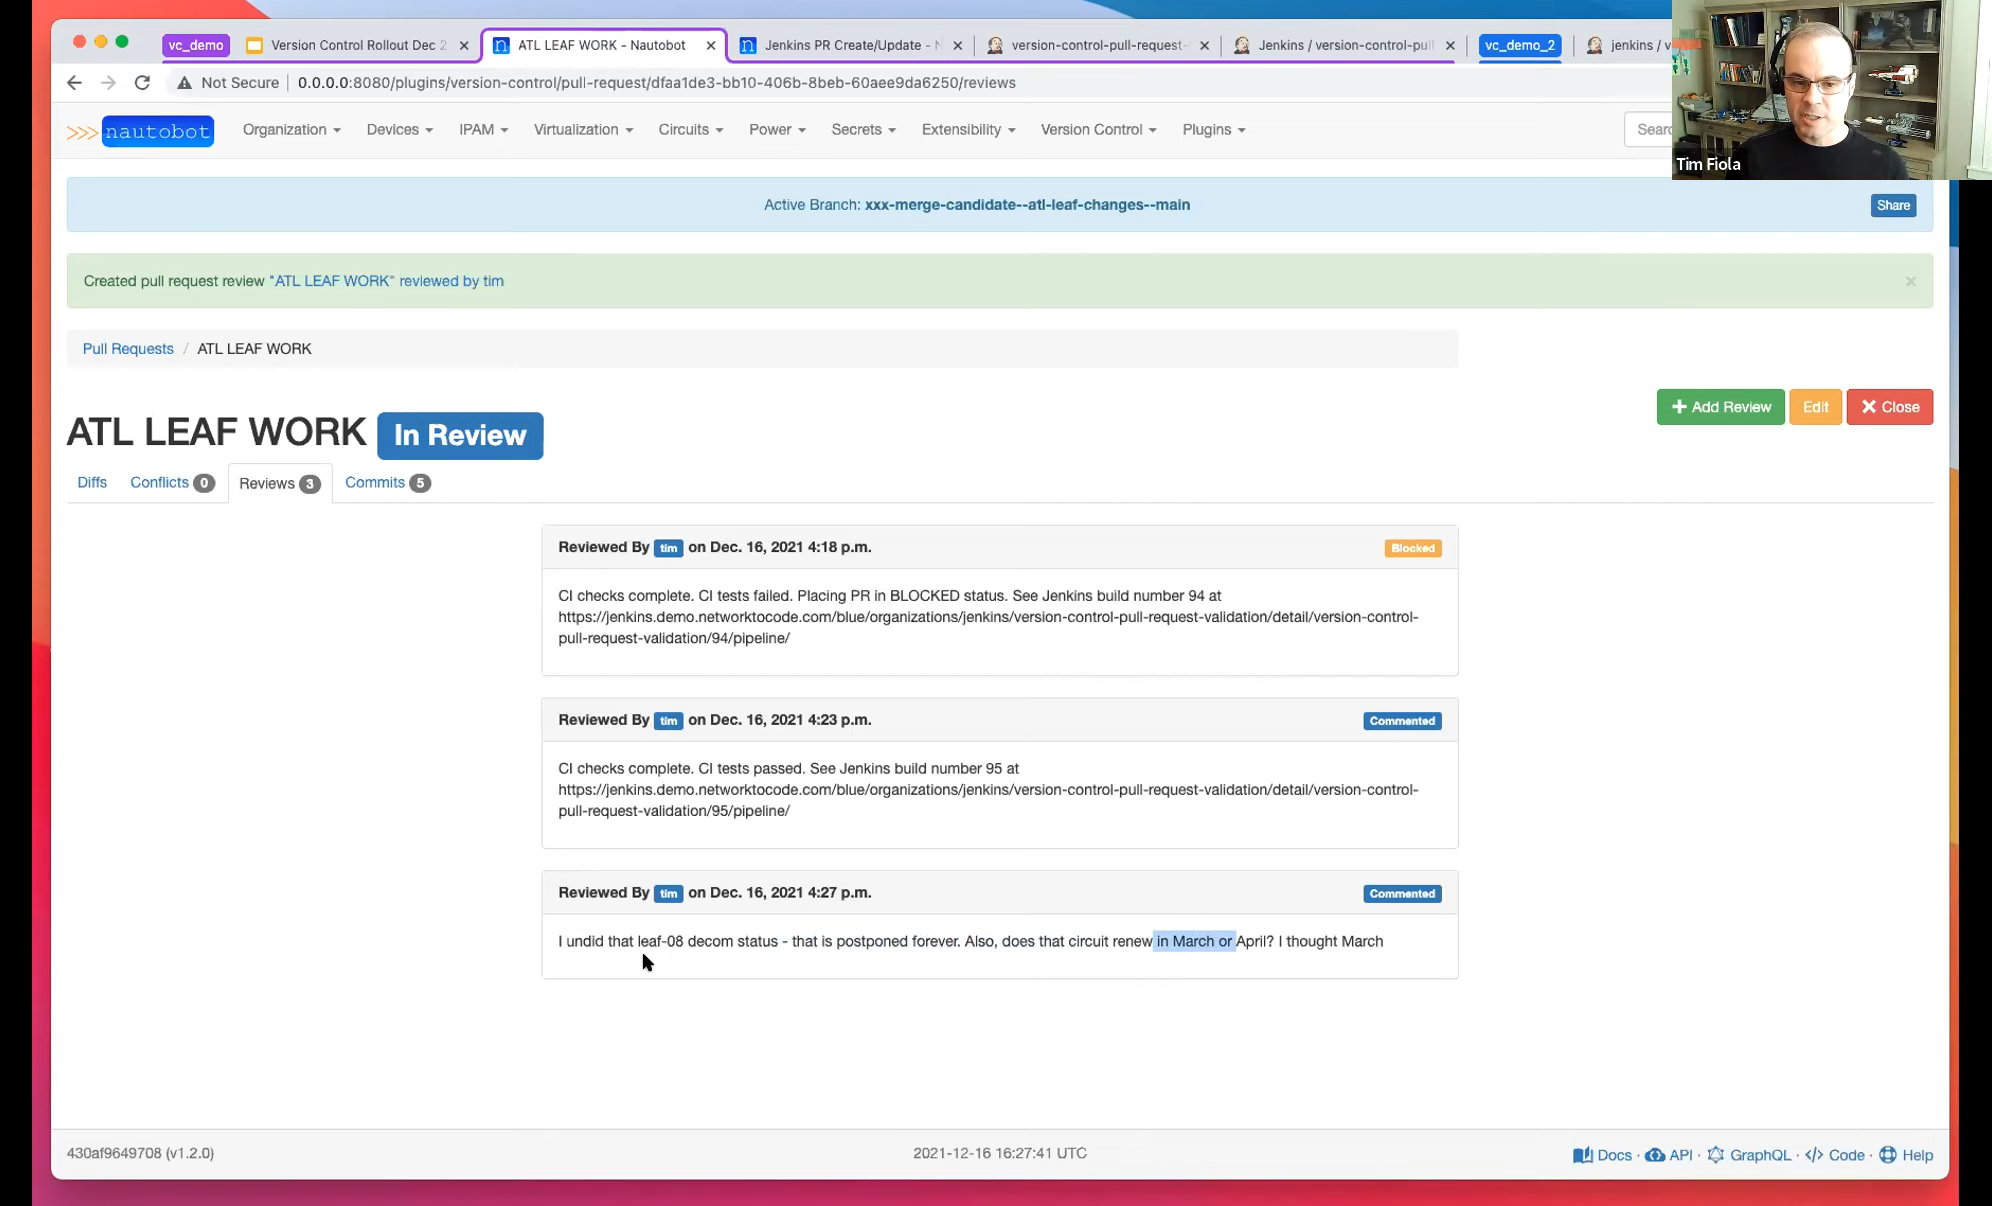 vc_demo
Version Control Rollout Dec 2
ATL LEAF WORK - Nautobot
Jenkins PR Create/Update - N
version-control-pull-request-
Jenkins / version-control-pul
vc_demo_2
jenkins / v
Not Secure
0.0.0.0:8080/plugins/version-control/pull-request/dfaa1de3-bb10-406b-8beb-60aee9da6250/reviews
>>> nautobot
Organization
Devices
IPAM
Virtualization
Circuits
Power
Secrets
Extensibility
Version Control
Plugins
Searc
Tim Fiola
Active Branch: xxx-merge-candidate--atl-leaf-changes--main
Share
Created pull request review "ATL LEAF WORK" reviewed by tim
×
Pull Requests / ATL LEAF WORK
+ Add Review
Edit
× Close
ATL LEAF WORK In Review
Diffs
Conflicts 0
Reviews 3
Commits 5
Reviewed By tim on Dec. 16, 2021 4:18 p.m.
Blocked
CI checks complete. CI tests failed. Placing PR in BLOCKED status. See Jenkins build number 94 at
https://jenkins.demo.networktocode.com/blue/organizations/jenkins/version-control-pull-request-validation/detail/version-control-
pull-request-validation/94/pipeline/
Reviewed By tim on Dec. 16, 2021 4:23 p.m.
Commented
CI checks complete. CI tests passed. See Jenkins build number 95 at
https://jenkins.demo.networktocode.com/blue/organizations/jenkins/version-control-pull-request-validation/detail/version-control-
pull-request-validation/95/pipeline/
Reviewed By tim on Dec. 16, 2021 4:27 p.m.
Commented
I undid that leaf-08 decom status - that is postponed forever. Also, does that circuit renew in March or April? I thought March
430af9649708 (v1.2.0)
2021-12-16 16:27:41 UTC
Docs · API · GraphQL · </> Code · Help